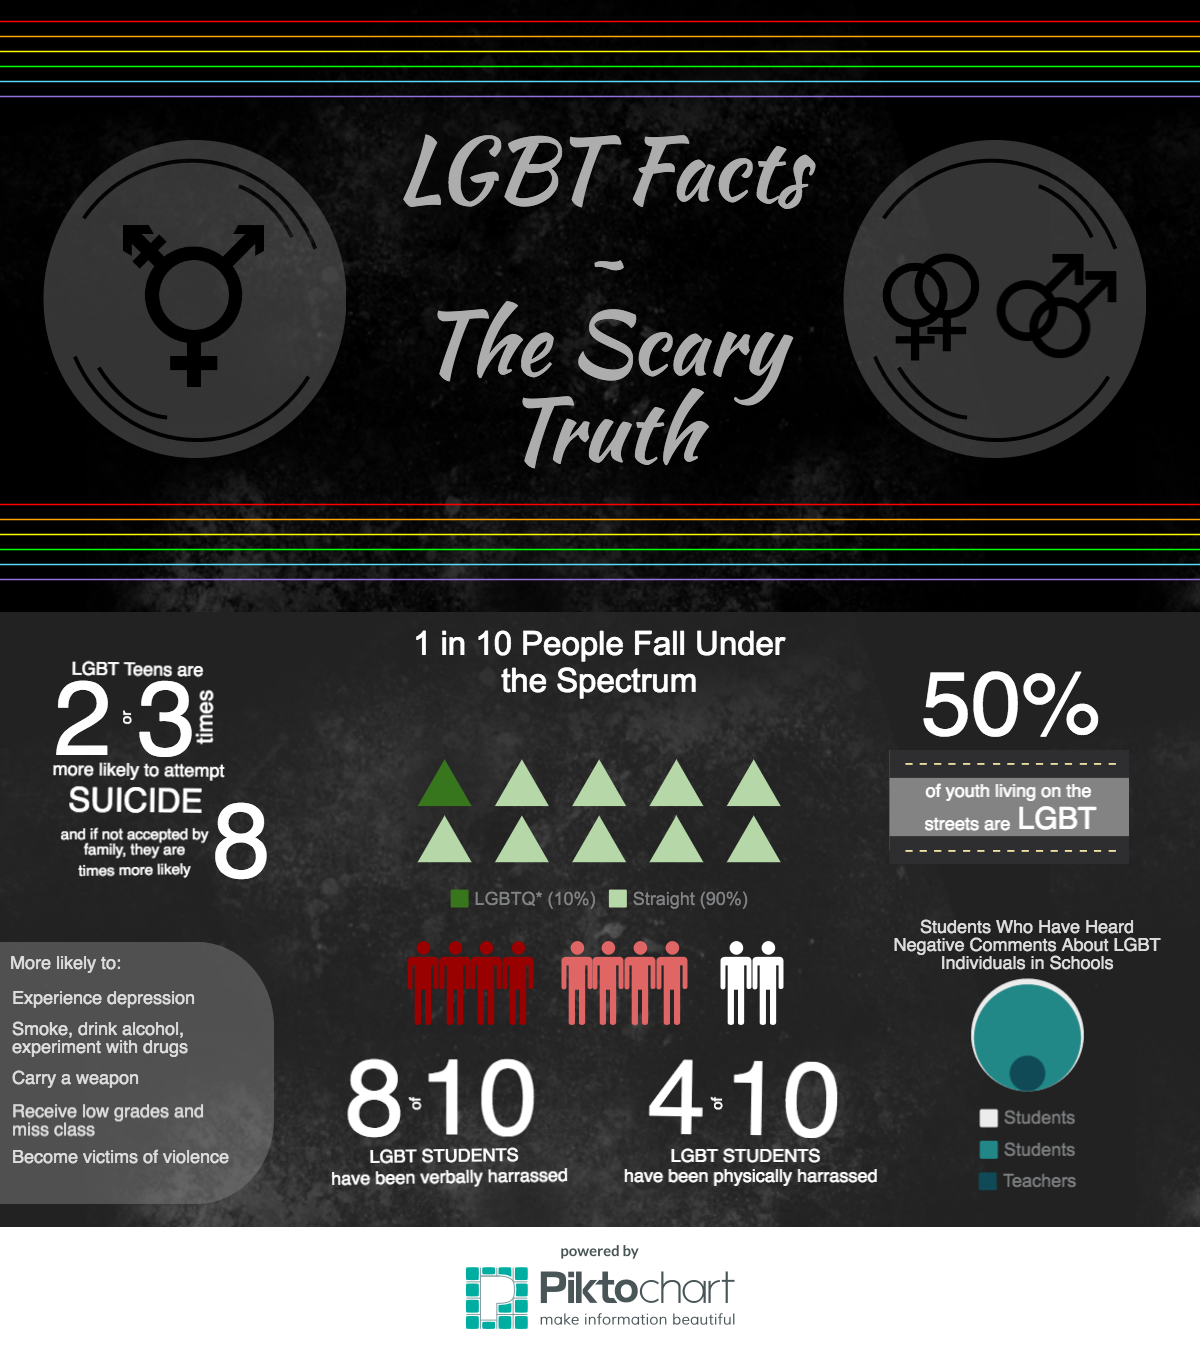 LGBT Facts
~
The Scary
Truth
LGBT Teens are
2 or 3 times
more likely to attempt
SUICIDE
and if not accepted by
family, they are
8
times more likely
1 in 10 People Fall Under
the Spectrum
LGBTQ* (10%) Straight (90%)
50%
of youth living on the
streets are LGBT
More likely to:
Experience depression
Smoke, drink alcohol,
experiment with drugs
Carry a weapon
Receive low grades and
miss class
Become victims of violence
8 of 10
LGBT STUDENTS
have been verbally harrassed
4 of 10
LGBT STUDENTS
have been physically harrassed
Students Who Have Heard
Negative Comments About LGBT
Individuals in Schools
Students
Students
Teachers
powered by
Piktochart
make information beautiful